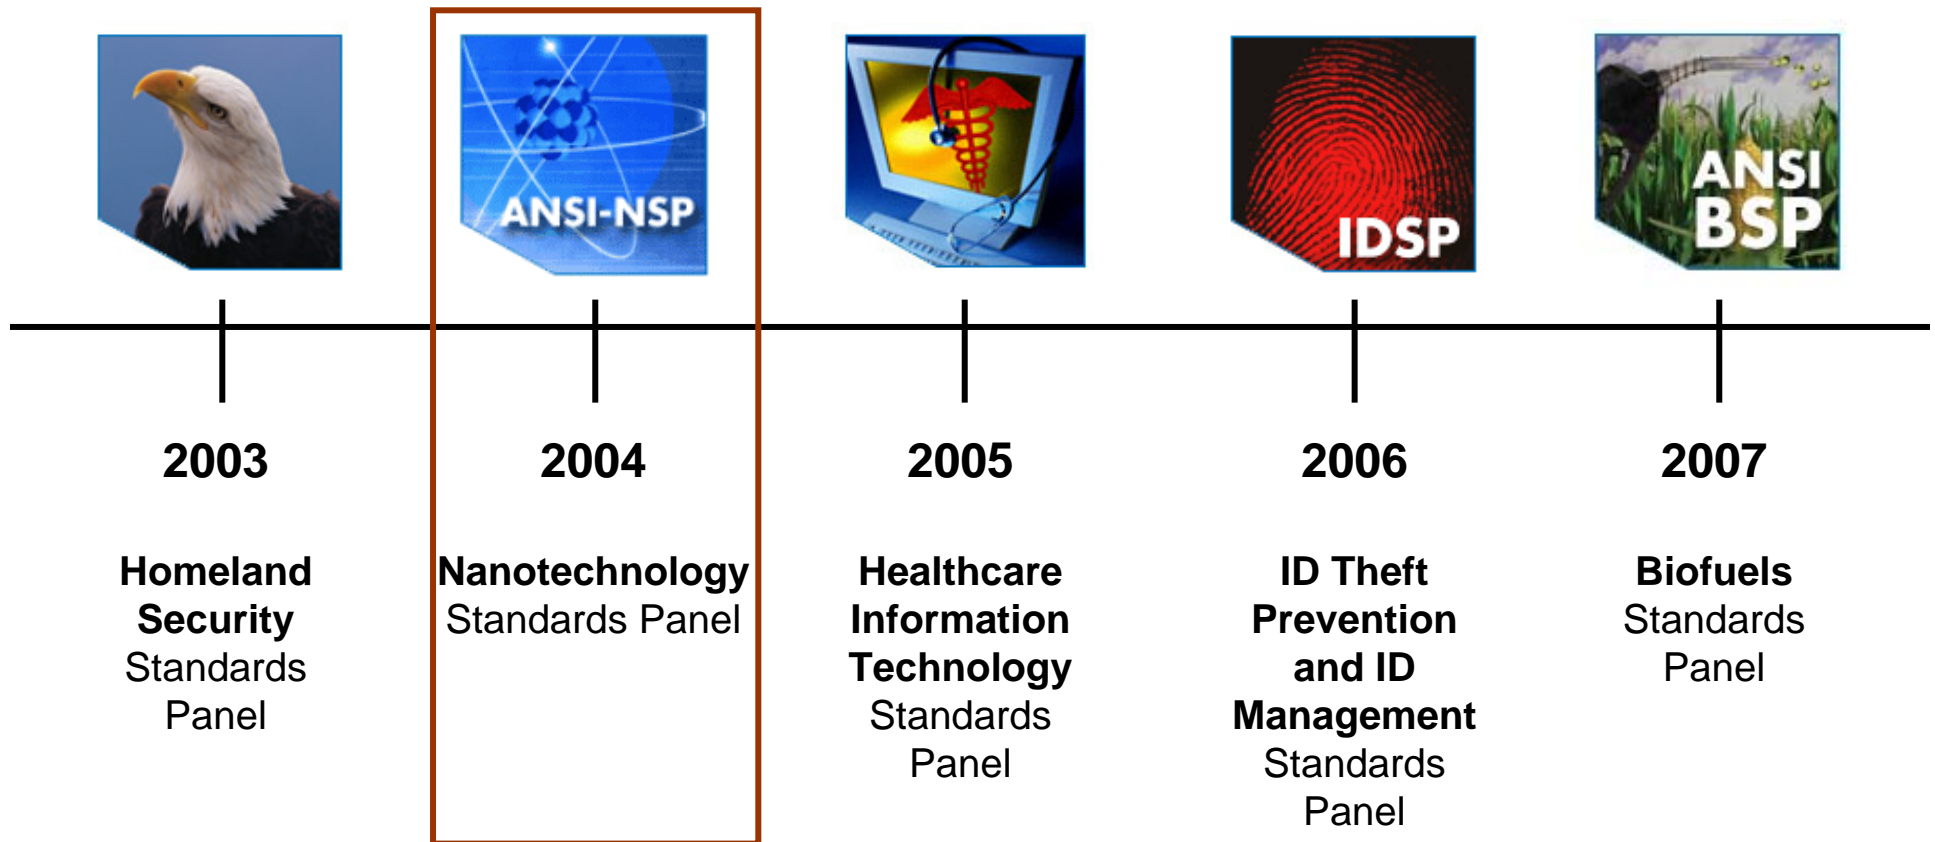 ANSI-NSP
IDSP
ANSI
BSP
2003
2004
2005
2006
2007
Homeland
Security
Standards
Panel
Nanotechnology
Standards Panel
Healthcare
Information
Technology
Standards
Panel
ID Theft
Prevention
and ID
Management
Standards
Panel
Biofuels
Standards
Panel